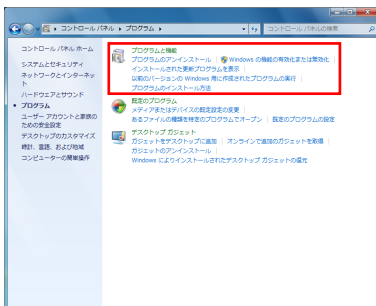 コントロール パネル ▸ プログラム ▸
コントロール パネルの検索
コントロール パネル ホーム
システムとセキュリティ
ネットワークとインターネッ
ト
ハードウェアとサウンド
プログラム
ユーザー アカウントと家族の
ための安全設定
デスクトップのカスタマイズ
時計、言語、および地域
コンピューターの簡単操作
プログラムと機能
プログラムのアンインストール | Windows の機能の有効化または無効化 |
インストールされた更新プログラムを表示 |
以前のバージョンの Windows 用に作成されたプログラムの実行 |
プログラムのインストール方法
既定のプログラム
メディアまたはデバイスの既定設定の変更 |
あるファイルの種類を特定のプログラムでオープン | 既定のプログラムの設定
デスクトップ ガジェット
ガジェットをデスクトップに追加 | オンラインで追加のガジェットを取得 |
ガジェットのアンインストール |
Windows によりインストールされたデスクトップ ガジェットの復元